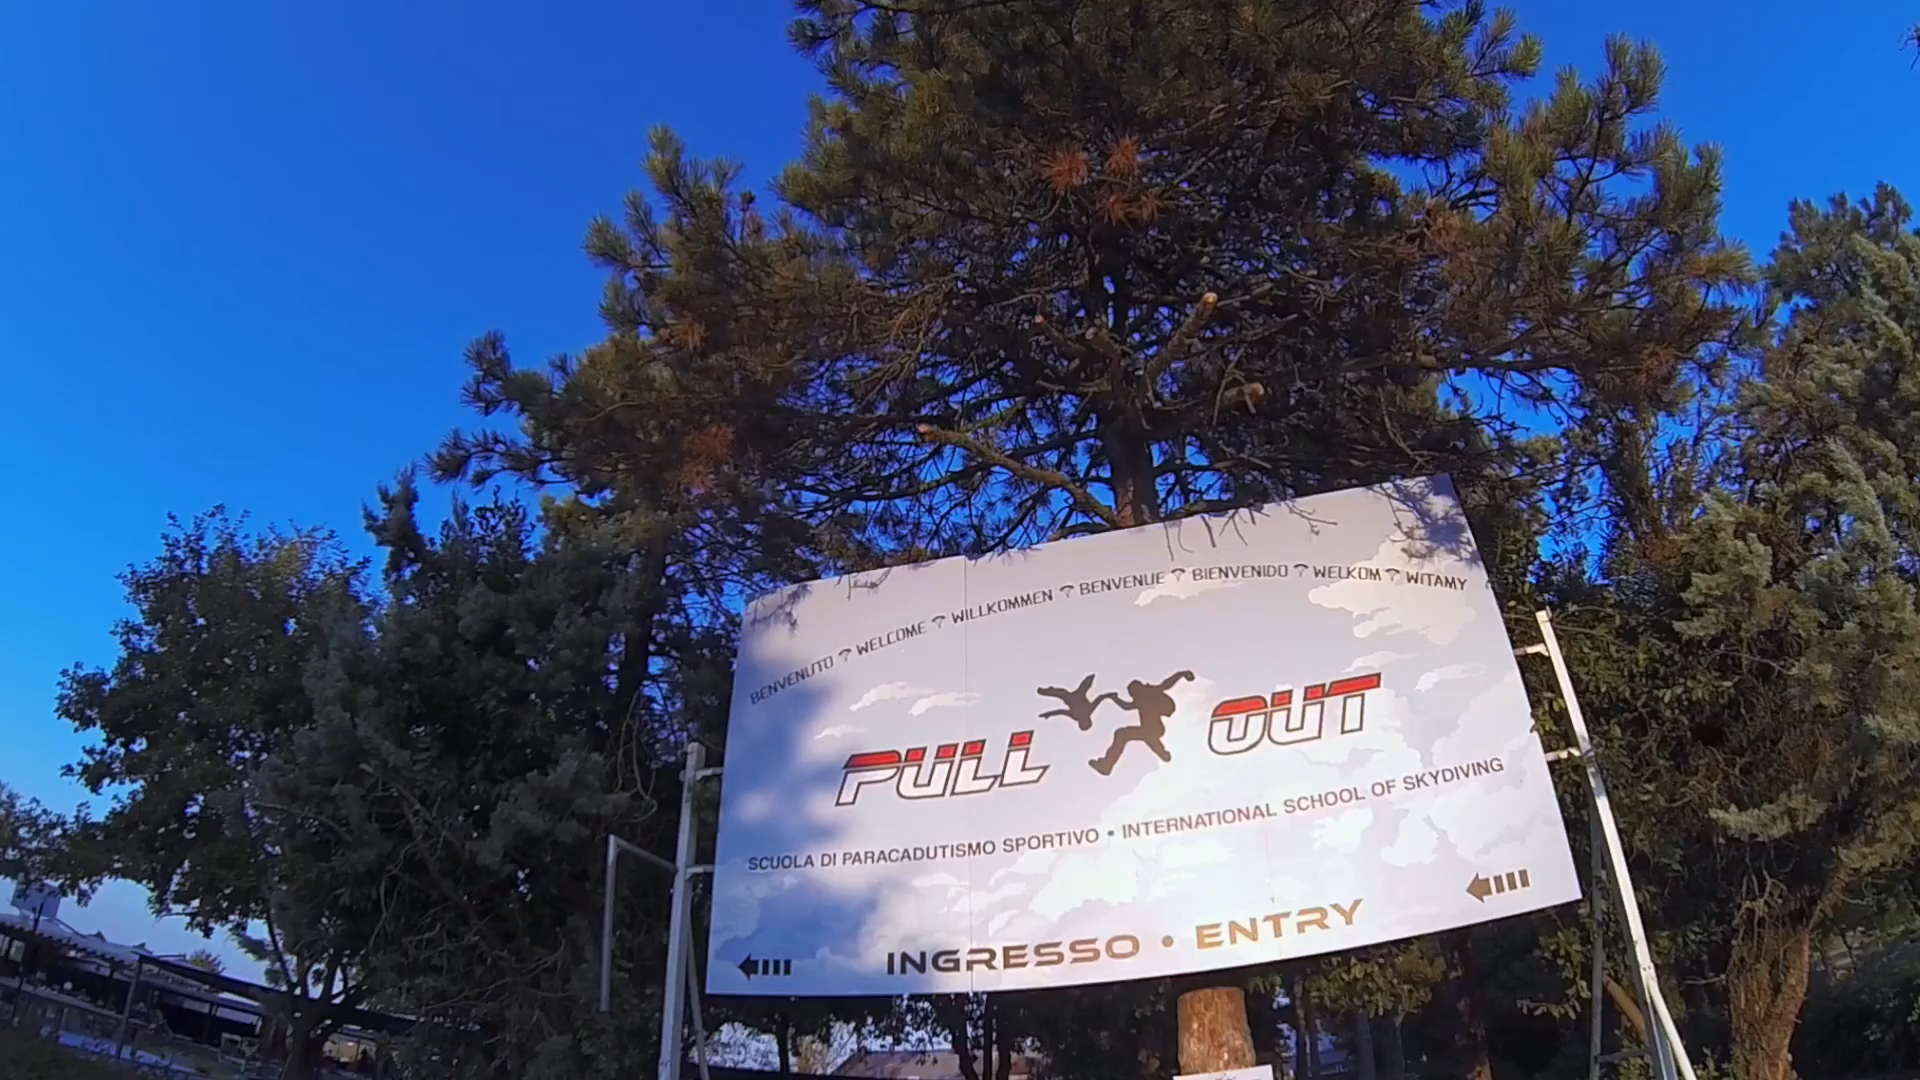 BENVENUTO WELCOME WILLKOMMEN BENVENUE BIENVENIDO WELKOM WITAMY
PULL OUT
SCUOLA DI PARACADUTISMO SPORTIVO • INTERNATIONAL SCHOOL OF SKYDIVING
INGRESSO • ENTRY